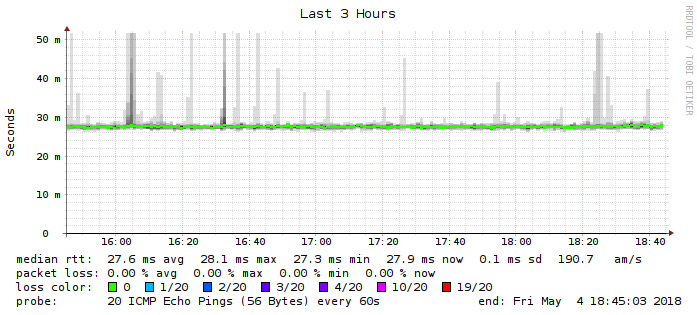 Last 3 Hours
RRDTOOL / TOBI OETIKER
Seconds
50 m
40 m
30 m
20 m
10 m
0
16:00 16:20 16:40 17:00 17:20 17:40 18:00 18:20 18:40
median rtt: 27.6 ms avg 28.1 ms max 27.3 ms min 27.9 ms now 0.1 ms sd 190.7 am/s
packet loss: 0.00 % avg 0.00 % max 0.00 % min 0.00 % now
loss color: 0 1/20 2/20 3/20 4/20 10/20 19/20
probe: 20 ICMP Echo Pings (56 Bytes) every 60s end: Fri May 4 18:45:03 2018